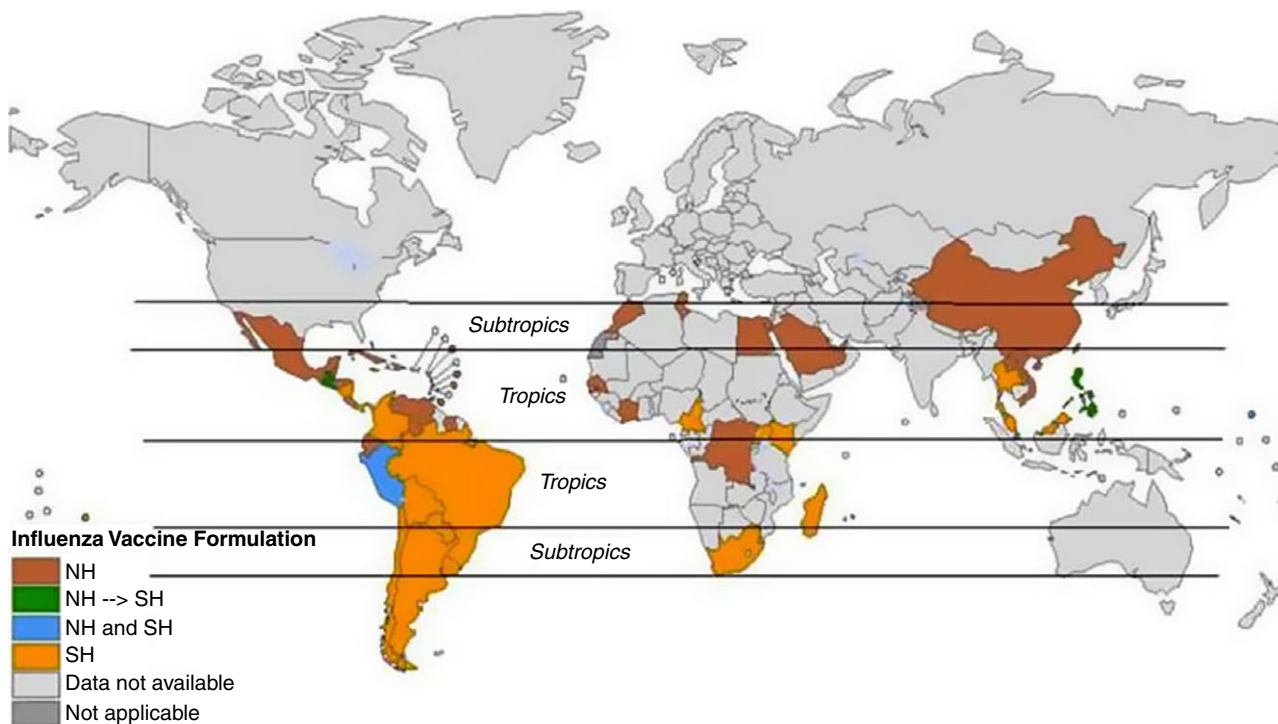 Subtropics
Tropics
Tropics
Subtropics
Influenza Vaccine Formulation
NH
NH --> SH
NH and SH
SH
Data not available
Not applicable